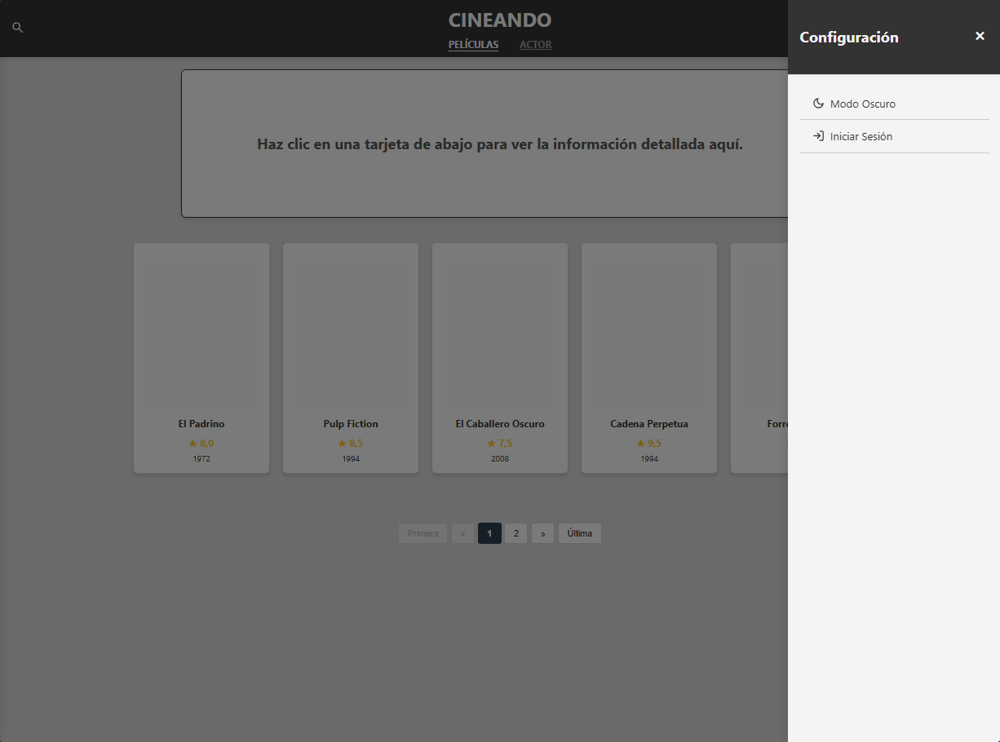 CINEANDO
PELÍCULAS ACTOR
Configuración ×
Modo Oscuro
Iniciar Sesión
Haz clic en una tarjeta de abajo para ver la información detallada aquí.
El Padrino
★ 8,0
1972
Pulp Fiction
★ 8,5
1994
El Caballero Oscuro
★ 7,5
2008
Cadena Perpetua
★ 9,5
1994
Primera « 1 2 » Última